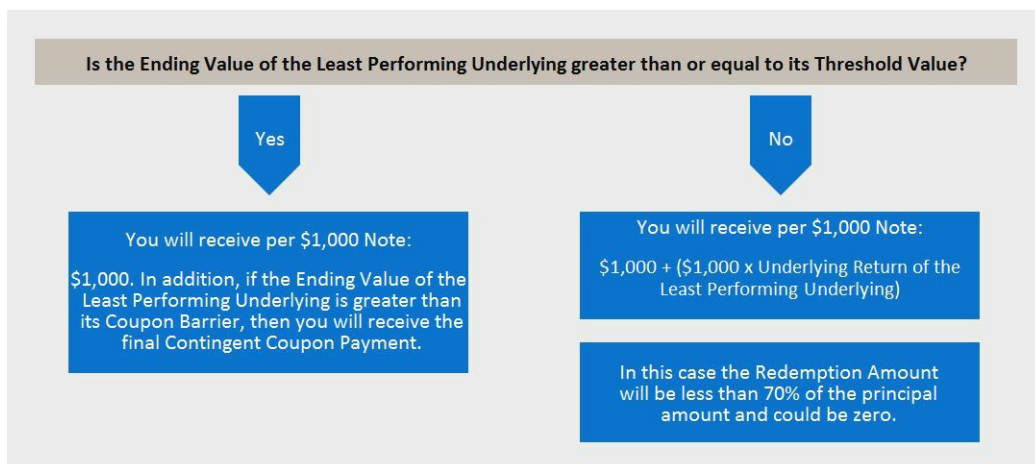 Is the Ending Value of the Least Performing Underlying greater than or equal to its Threshold Value?
Yes
No
You will receive per $1,000 Note:
$1,000. In addition, if the Ending Value of the
Least Performing Underlying is greater than
its Coupon Barrier, then you will receive the
final Contingent Coupon Payment.
You will receive per $1,000 Note:
$1,000 + ($1,000 x Underlying Return of the
Least Performing Underlying)
In this case the Redemption Amount
will be less than 70% of the principal
amount and could be zero.